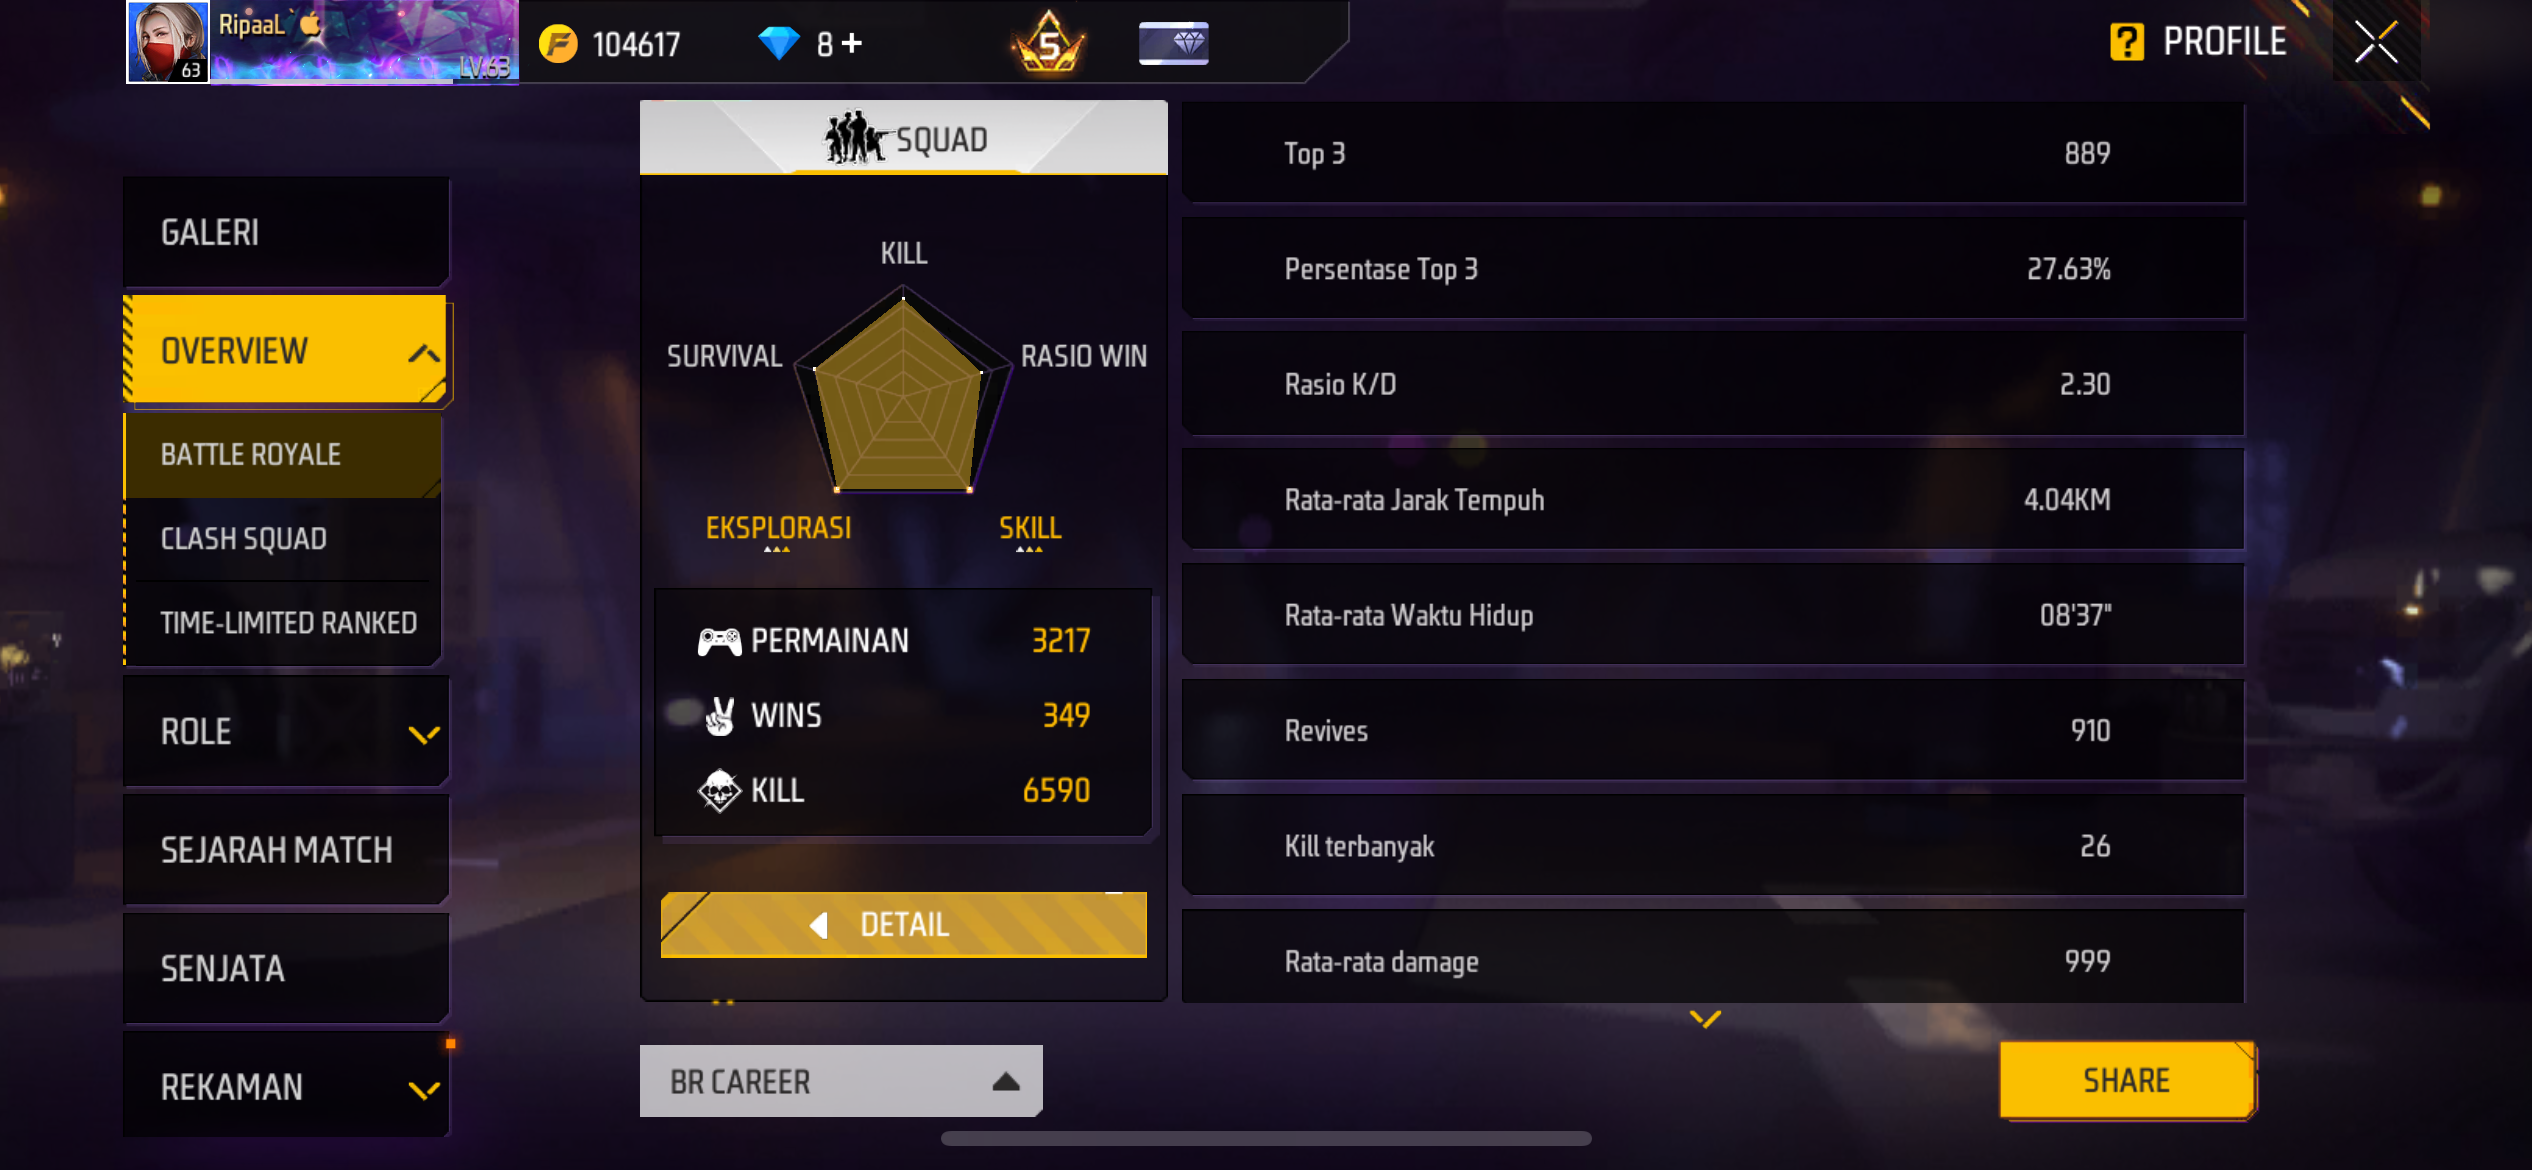 RipaaL
63
LV.63
104617
8 +
5
? PROFILE
GALERI
OVERVIEW
BATTLE ROYALE
CLASH SQUAD
TIME-LIMITED RANKED
ROLE
SEJARAH MATCH
SENJATA
REKAMAN
SQUAD
KILL
SURVIVAL
RASIO WIN
EKSPLORASI
SKILL
PERMAINAN 3217
WINS 349
KILL 6590
DETAIL
BR CAREER
Top 3 889
Persentase Top 3 27.63%
Rasio K/D 2.30
Rata-rata Jarak Tempuh 4.04KM
Rata-rata Waktu Hidup 08'37"
Revives 910
Kill terbanyak 26
Rata-rata damage 999
SHARE